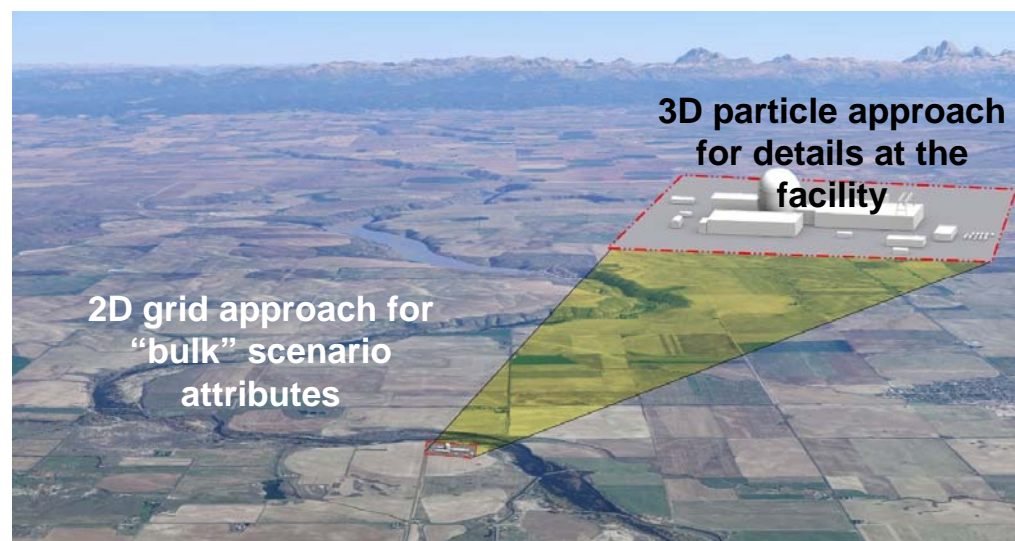 3D particle approach
for details at the
facility
2D grid approach for
“bulk” scenario
attributes